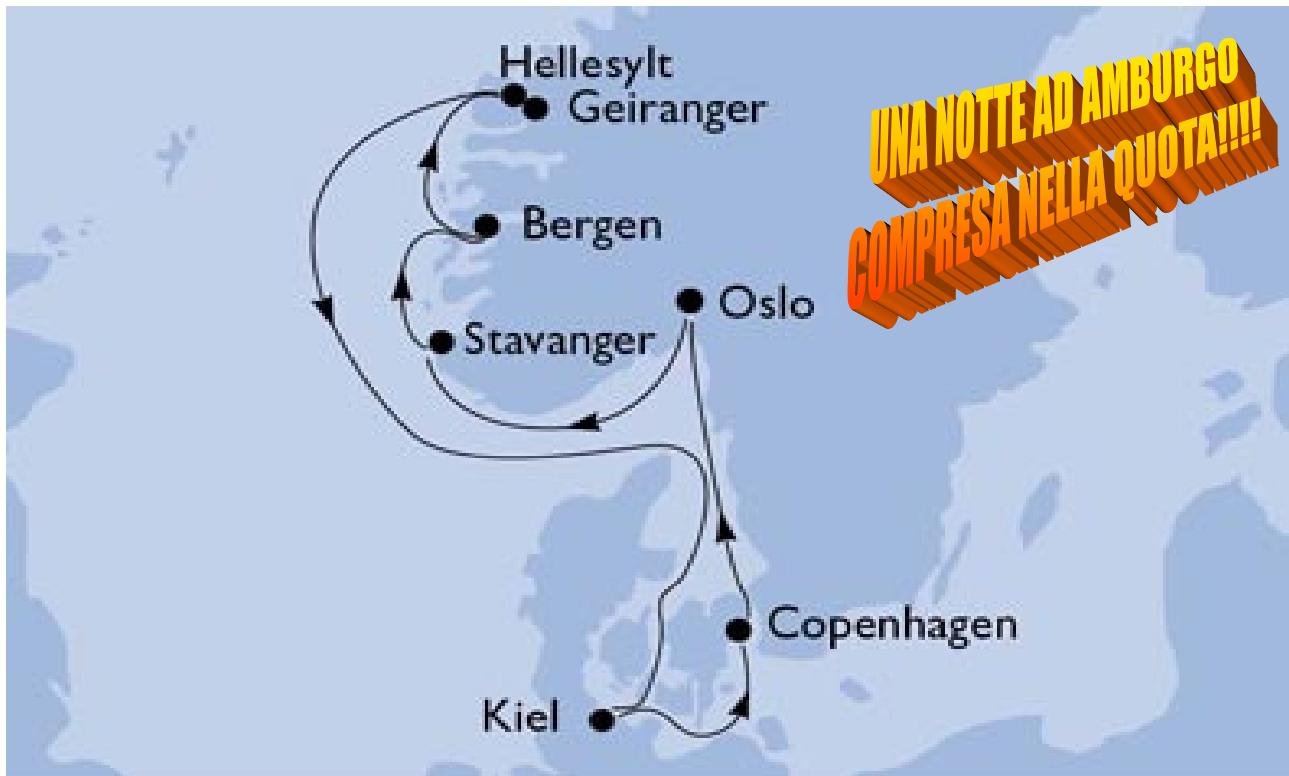 Hellesylt
Geiranger
UNA NOTTE AD AMBURGO
COMPRESA NELLA QUOTA!!!!
Bergen
Oslo
Stavanger
Copenhagen
Kiel